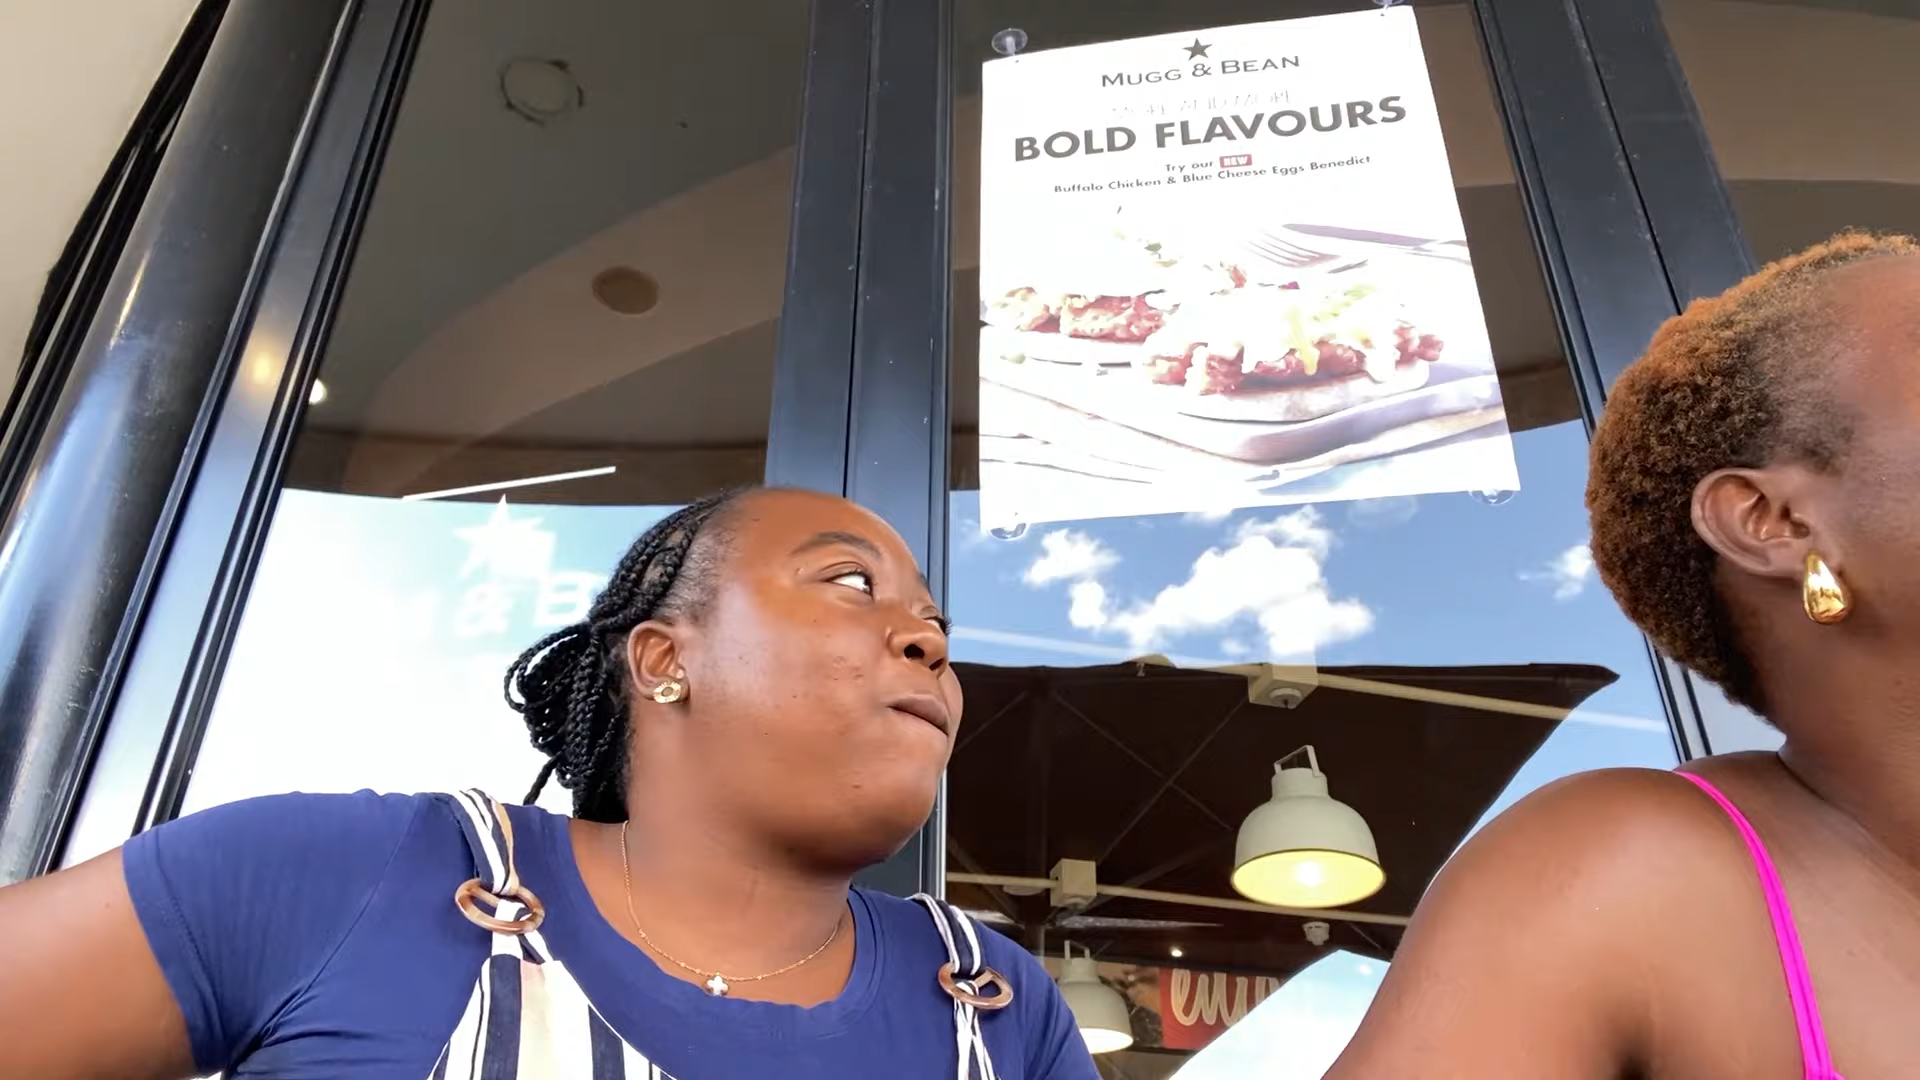 MUGG & BEAN
BOLD FLAVOURS
Try our NEW
Buffalo Chicken & Blue Cheese Eggs Benedict
& B